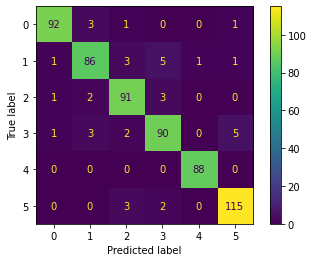 0 92 3 1 0 0 1
1 1 86 3 5 1 1
2 1 2 91 3 0 0
3 1 3 2 90 0 5
4 0 0 0 0 88 0
5 0 0 3 2 0 115
0 1 2 3 4 5
Predicted label
True label
100
80
60
40
20
0